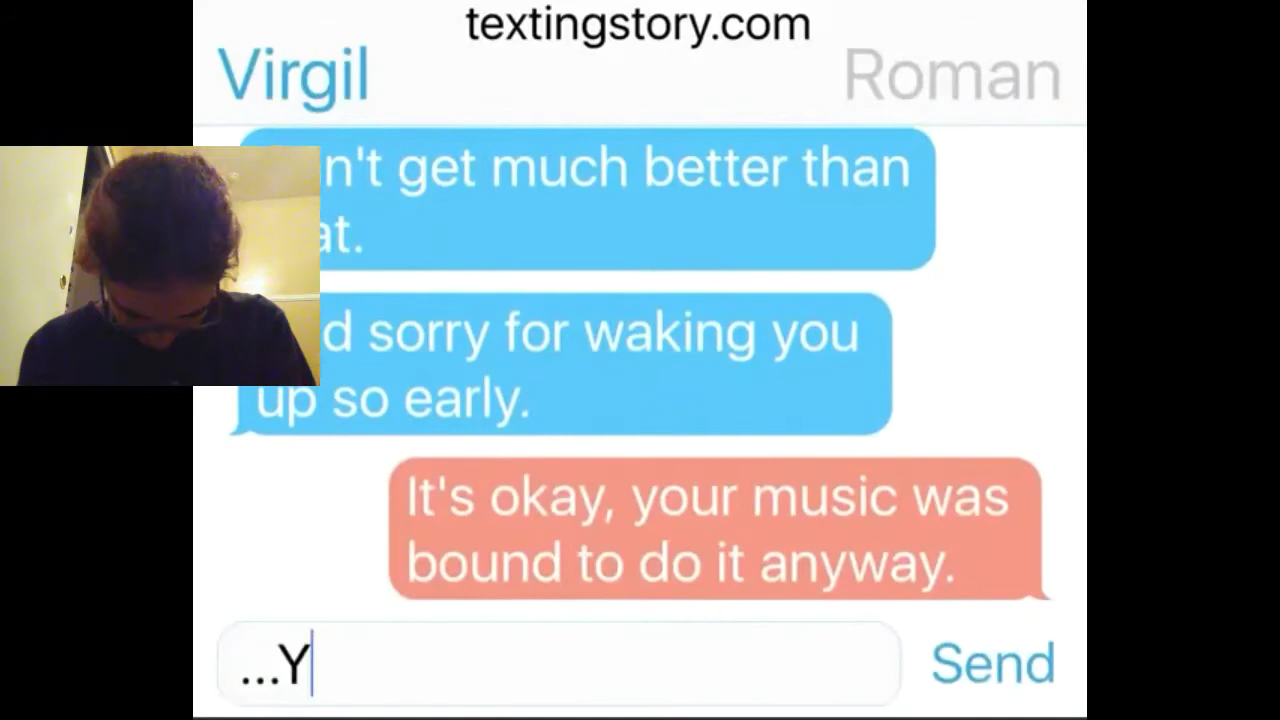 textingstory.com
Virgil Roman
n't get much better than
at.
d sorry for waking you
up so early.
It's okay, your music was
bound to do it anyway.
...Y
Send